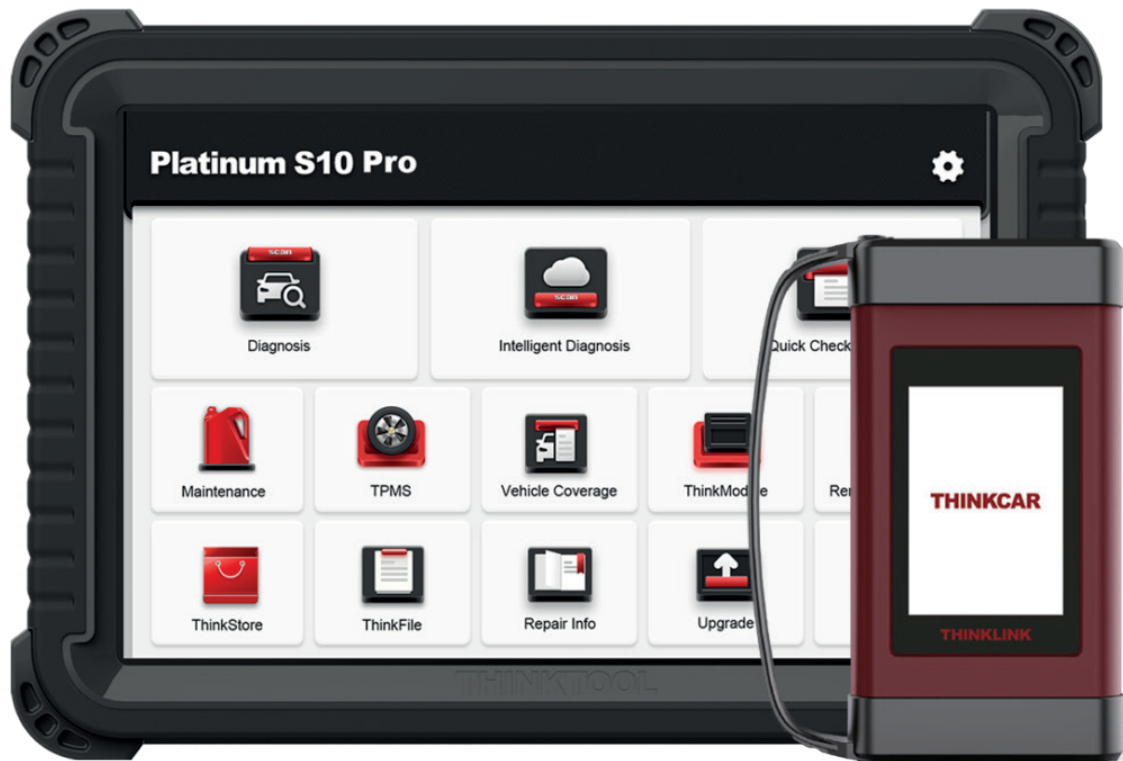 Platinum S10 Pro
scan
scan
Diagnosis
Intelligent Diagnosis
Quick Check
Maintenance
TPMS
Vehicle Coverage
ThinkModule
THINKCAR
ThinkStore
ThinkFile
Repair Info
Upgrade
THINKLINK
THINKTOOL